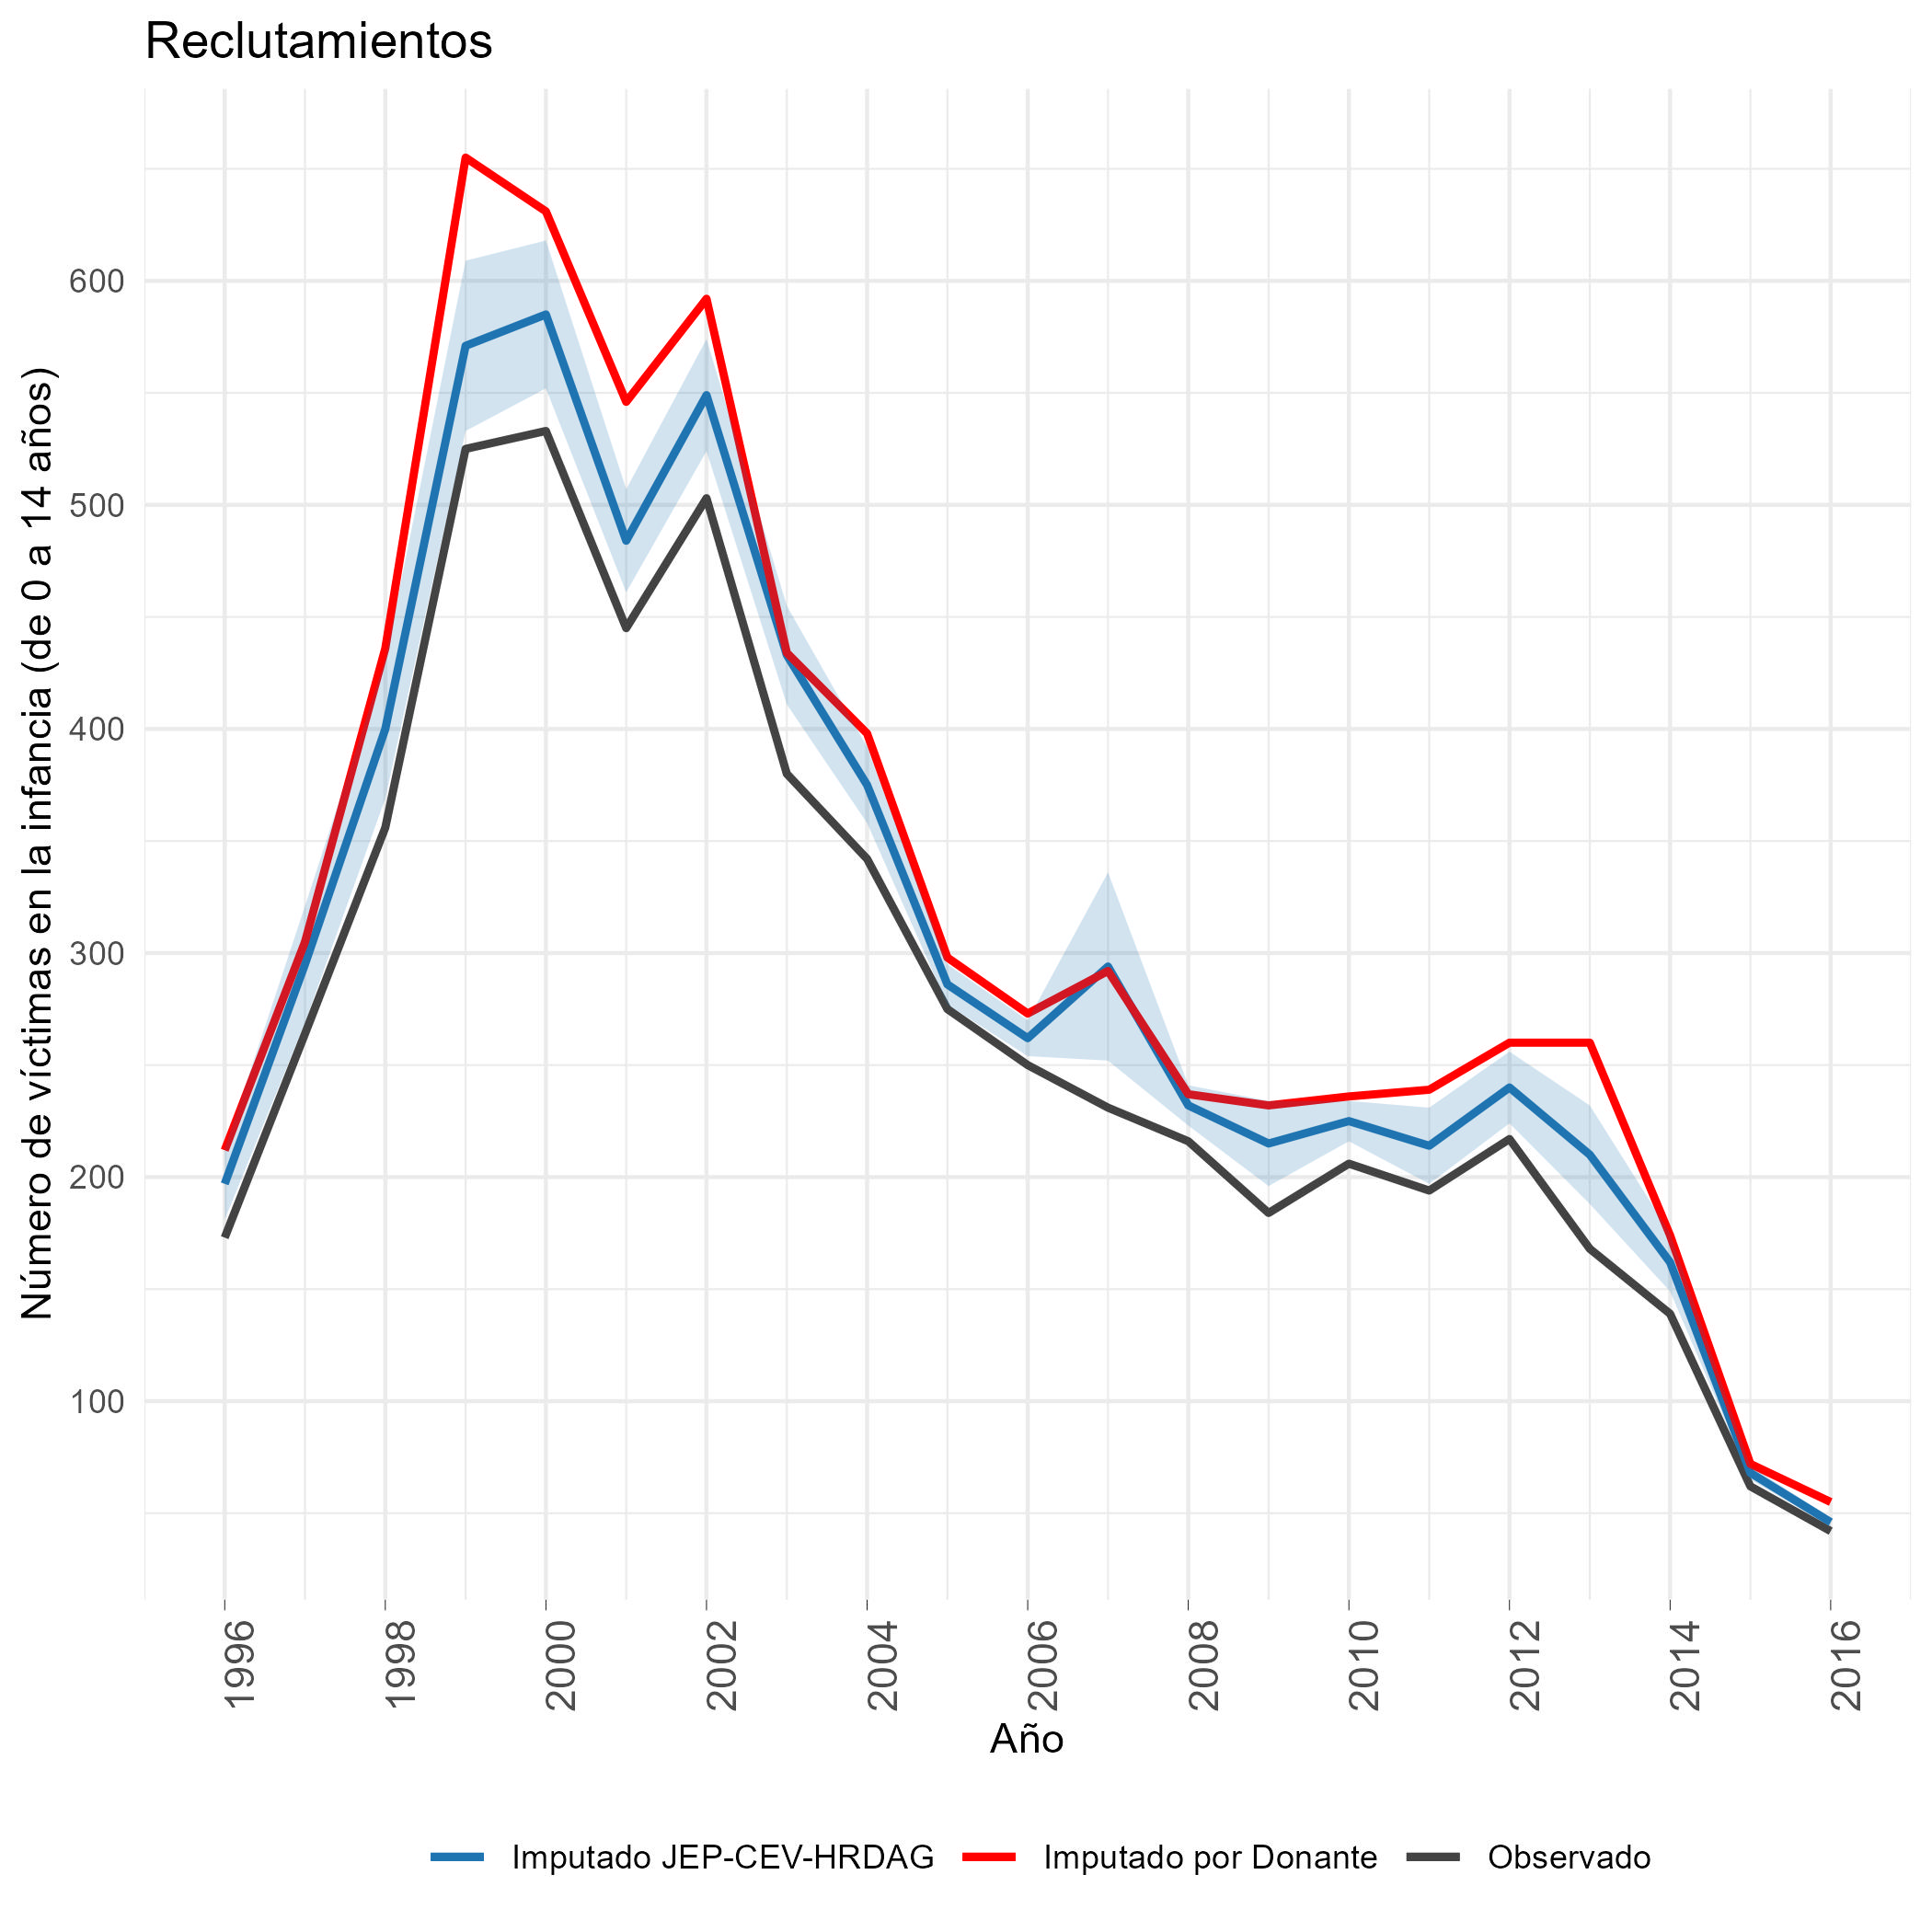 Reclutamientos
Número de víctimas en la infancia (de 0 a 14 años)
600
500
400
300
200
100
1996
1998
2000
2002
2004
2006
2008
2010
2012
2014
2016
Año
Imputado JEP-CEV-HRDAG
Imputado por Donante
Observado